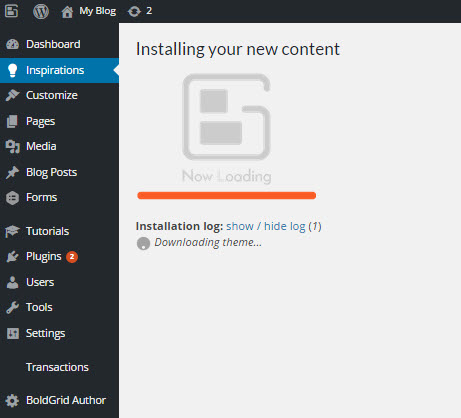 My Blog 2
Dashboard
Inspirations
Customize
Pages
Media
Blog Posts
Forms
Tutorials
Plugins 2
Users
Tools
Settings
Transactions
BoldGrid Author
Installing your new content
Now Loading
Installation log: show / hide log (1)
Downloading theme...